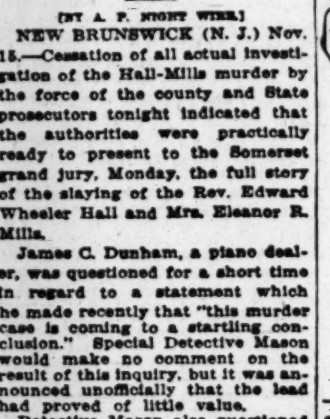 [BY A. P. NIGHT WIRE.]
NEW BRUNSWICK (N. J.) Nov.
15.—Cessation of all actual investi-
gation of the Hall-Mills murder by
the force of the county and State
prosecutors tonight indicated that
the authorities were practically
ready to present to the Somerset
grand jury, Monday, the full story
of the slaying of the Rev. Edward
Wheeler Hall and Mrs. Eleanor R.
Mills.
James C. Dunham, a piano deal-
er, was questioned for a short time
in regard to a statement which
he made recently that "this murder
case is coming to a startling con-
clusion." Special Detective Mason
would make no comment on the
result of this inquiry, but it was an-
nounced unofficially that the lead
had proved of little value.